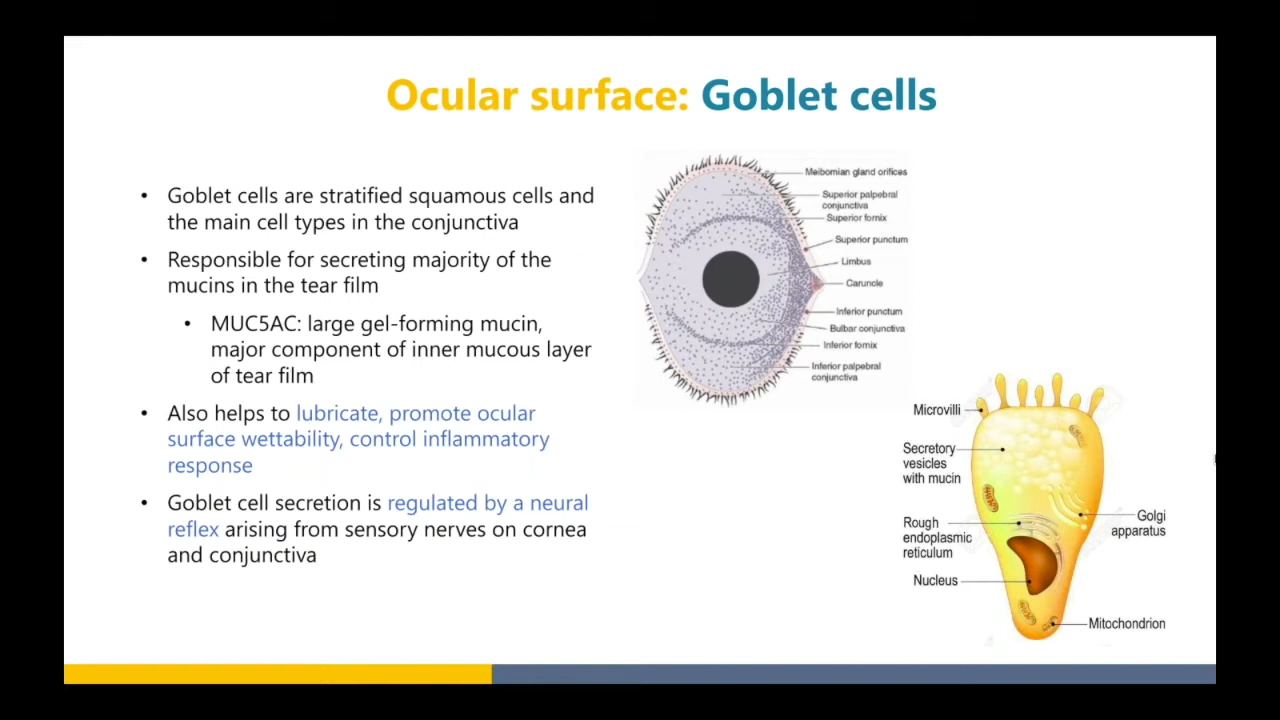 Ocular surface: Goblet cells
• Goblet cells are stratified squamous cells and
the main cell types in the conjunctiva
• Responsible for secreting majority of the
mucins in the tear film
• MUC5AC: large gel-forming mucin,
major component of inner mucous layer
of tear film
• Also helps to lubricate, promote ocular
surface wettability, control inflammatory
response
• Goblet cell secretion is regulated by a neural
reflex arising from sensory nerves on cornea
and conjunctiva
Meibomian gland orifices
Superior palpebral
conjunctiva
Superior fornix
Superior punctum
Limbus
Caruncle
Inferior punctum
Bulbar conjunctiva
Inferior fornix
Inferior palpebral
conjunctiva
Microvilli
Secretory
vesicles
with mucin
Rough
endoplasmic
reticulum
Nucleus
Golgi
apparatus
Mitochondrion